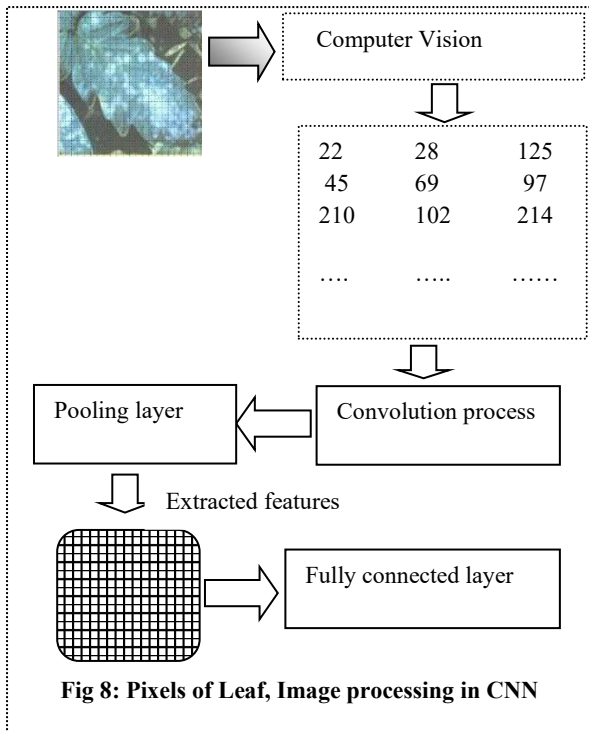 Computer Vision
22 28 125
45 69 97
210 102 214
…. ….. ……
Pooling layer
Convolution process
Extracted features
Fully connected layer
Fig 8: Pixels of Leaf, Image processing in CNN